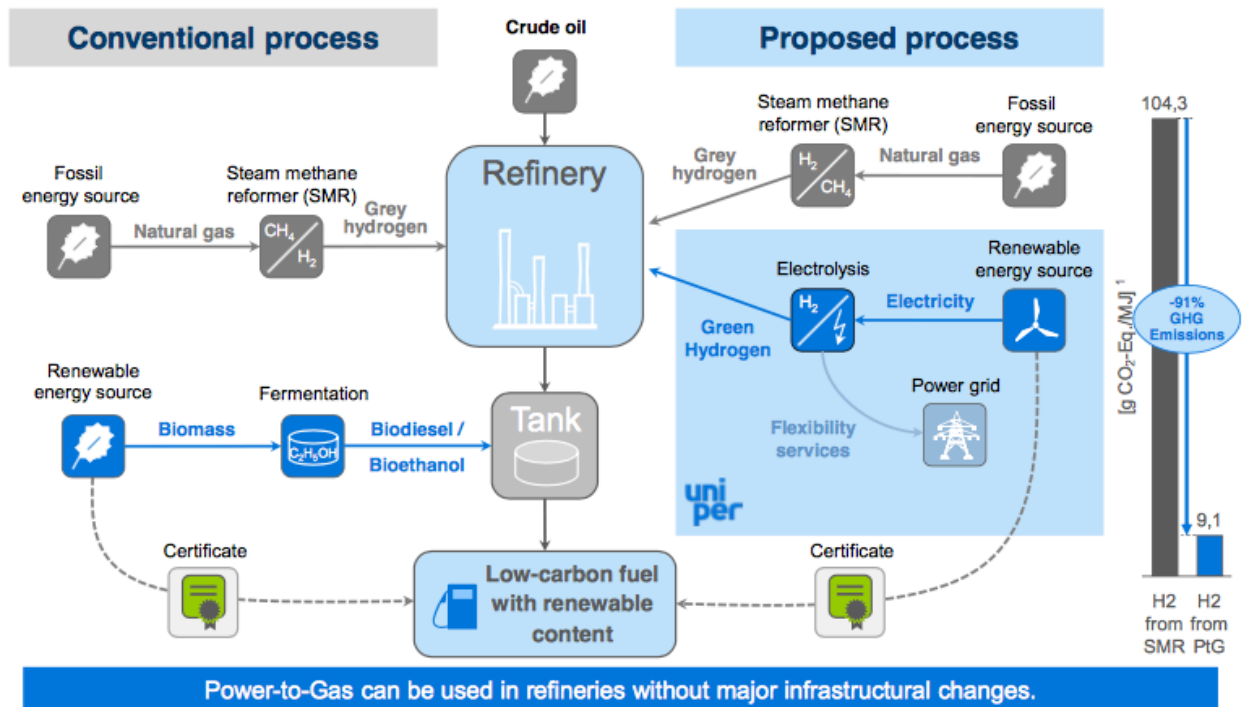 Conventional process
Crude oil
Proposed process
Fossil
energy source
Natural gas
Steam methane
reformer (SMR)
CH4
H2
Grey
hydrogen
Refinery
Steam methane
reformer (SMR)
Fossil
energy source
Grey
hydrogen
H2
CH4
Natural gas
Electrolysis
Renewable
energy source
H2
Electricity
Green
Hydrogen
Power grid
Flexibility
services
uni
per
Renewable
energy source
Biomass
Fermentation
C2H5OH
Biodiesel /
Bioethanol
Tank
Certificate
Certificate
Low-carbon fuel
with renewable
content
104,3
[g CO2-Eq./MJ] 1
-91%
GHG
Emissions
9,1
H2
from
SMR
H2
from
PtG
Power-to-Gas can be used in refineries without major infrastructural changes.